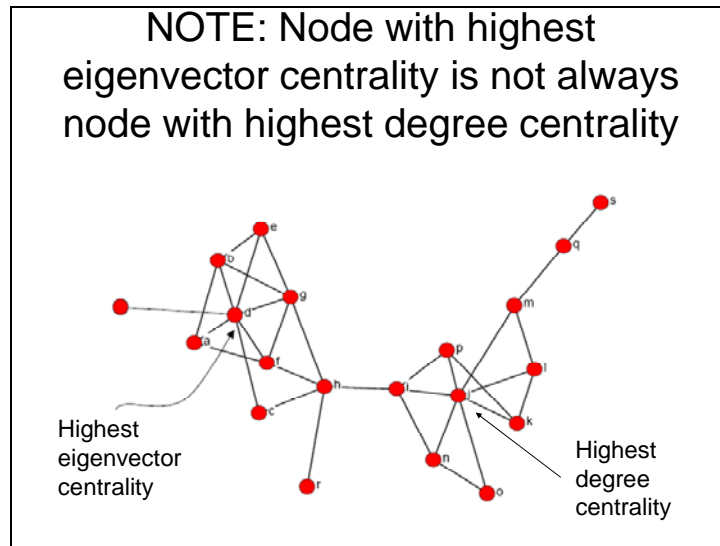 NOTE: Node with highest
eigenvector centrality is not always
node with highest degree centrality
s
e
q
b
g
m
d
p
a
l
f
h
i
j
c
k
n
r
o
Highest
eigenvector
centrality
Highest
degree
centrality